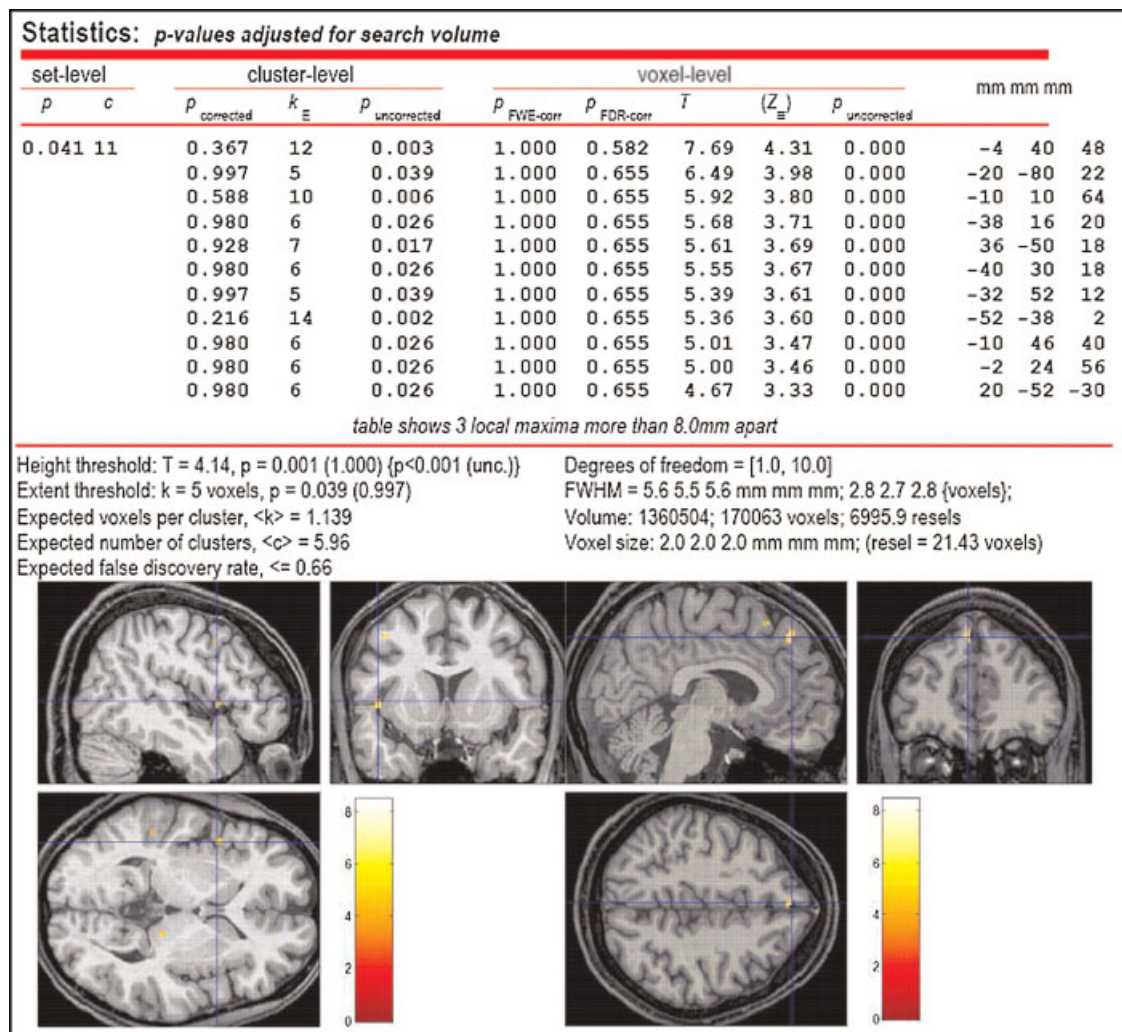 Statistics: p-values adjusted for search volume
set-level cluster-level voxel-level mm mm mm
p c p corrected k E p uncorrected p FWE-corr p FDR-corr T (Z≡) p uncorrected
0.041 11 0.367 12 0.003 1.000 0.582 7.69 4.31 0.000 -4 40 48
0.997 5 0.039 1.000 0.655 6.49 3.98 0.000 -20 -80 22
0.588 10 0.006 1.000 0.655 5.92 3.80 0.000 -10 10 64
0.980 6 0.026 1.000 0.655 5.68 3.71 0.000 -38 16 20
0.928 7 0.017 1.000 0.655 5.61 3.69 0.000 36 -50 18
0.980 6 0.026 1.000 0.655 5.55 3.67 0.000 -40 30 18
0.997 5 0.039 1.000 0.655 5.39 3.61 0.000 -32 52 12
0.216 14 0.002 1.000 0.655 5.36 3.60 0.000 -52 -38 2
0.980 6 0.026 1.000 0.655 5.01 3.47 0.000 -10 46 40
0.980 6 0.026 1.000 0.655 5.00 3.46 0.000 -2 24 56
0.980 6 0.026 1.000 0.655 4.67 3.33 0.000 20 -52 -30
table shows 3 local maxima more than 8.0mm apart
Height threshold: T = 4.14, p = 0.001 (1.000) {p<0.001 (unc.)}
Extent threshold: k = 5 voxels, p = 0.039 (0.997)
Expected voxels per cluster, <k> = 1.139
Expected number of clusters, <c> = 5.96
Expected false discovery rate, <= 0.66
Degrees of freedom = [1.0, 10.0]
FWHM = 5.6 5.5 5.6 mm mm mm; 2.8 2.7 2.8 {voxels};
Volume: 1360504; 170063 voxels; 6995.9 resels
Voxel size: 2.0 2.0 2.0 mm mm mm; (resel = 21.43 voxels)
8
6
4
2
0
8
6
4
2
0